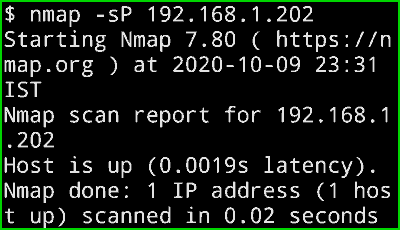 $ nmap -sP 192.168.1.202
Starting Nmap 7.80 ( https://n
map.org ) at 2020-10-09 23:31
IST
Nmap scan report for 192.168.1
.202
Host is up (0.0019s latency).
Nmap done: 1 IP address (1 hos
t up) scanned in 0.02 seconds